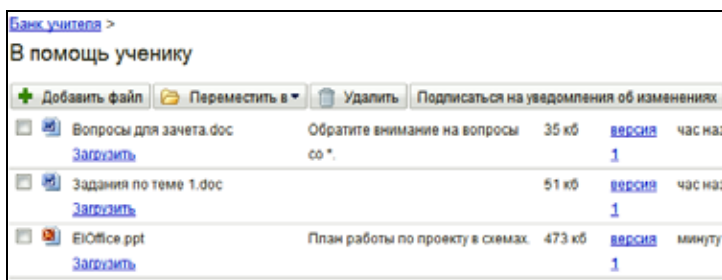 Банк учителя >
В помощь ученику
Добавить файл Переместить в Удалить Подписаться на уведомления об изменениях
Вопросы для зачета.doc Обратите внимание на вопросы 35 кб версия час наз
Загрузить со *. 1
Задания по теме 1.doc 51 кб версия час наз
Загрузить 1
EIOffice.ppt План работы по проекту в схемах. 473 кб версия минуту
Загрузить 1